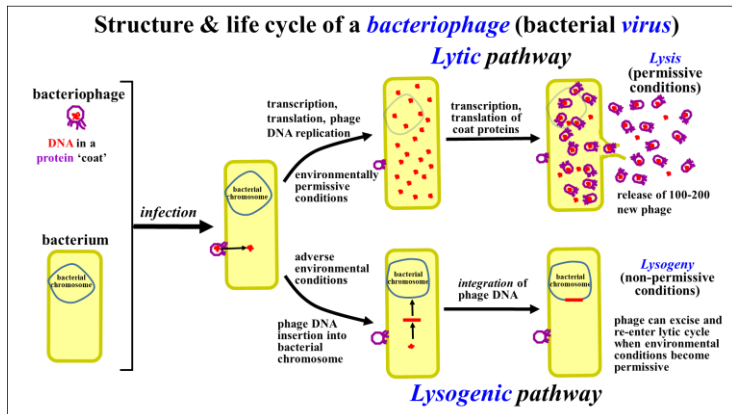 Structure & life cycle of a bacteriophage (bacterial virus)
Lytic pathway
Lysis
(permissive
conditions)
bacteriophage
DNA in a
protein 'coat'
transcription,
translation, phage
DNA replication
transcription,
translation of
coat proteins
environmentally
permissive
conditions
release of 100-200
new phage
infection
bacterial
chromosome
bacterium
bacterial
chromosome
adverse
environmental
conditions
phage DNA
insertion into
bacterial
chromosome
bacterial
chromosome
integration of
phage DNA
bacterial
chromosome
Lysogeny
(non-permissive
conditions)
phage can excise and
re-enter lytic cycle
when environmental
conditions become
permissive
Lysogenic pathway